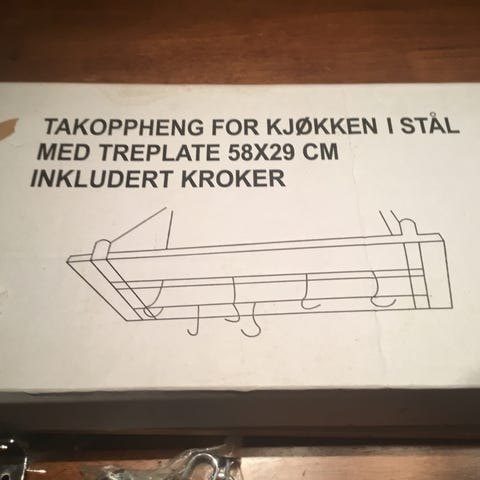 TAKOPPHENG FOR KJØKKEN I STÅL
MED TREPLATE 58X29 CM
INKLUDERT KROKER